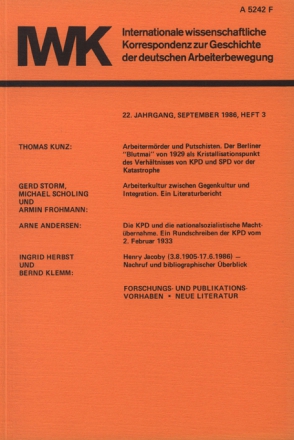 A 5242 F
IWK
Internationale wissenschaftliche
Korrespondenz zur Geschichte
der deutschen Arbeiterbewegung
22. JAHRGANG, SEPTEMBER 1986, HEFT 3
THOMAS KUNZ:
Arbeitermörder und Putschisten. Der Berliner
"Blutmai" von 1929 als Kristallisationspunkt
des Verhältnisses von KPD und SPD vor der
Katastrophe
GERD STORM,
MICHAEL SCHOLING
UND
ARMIN FROHMANN:
Arbeiterkultur zwischen Gegenkultur und
Integration. Ein Literaturbericht
ARNE ANDERSEN:
Die KPD und die nationalsozialistische Macht-
übernahme. Ein Rundschreiben der KPD vom
2. Februar 1933
INGRID HERBST
UND
BERND KLEMM:
Henry Jacoby (3.8.1905-17.6.1986) —
Nachruf und bibliographischer Überblick
FORSCHUNGS- UND PUBLIKATIONS-
VORHABEN • NEUE LITERATUR